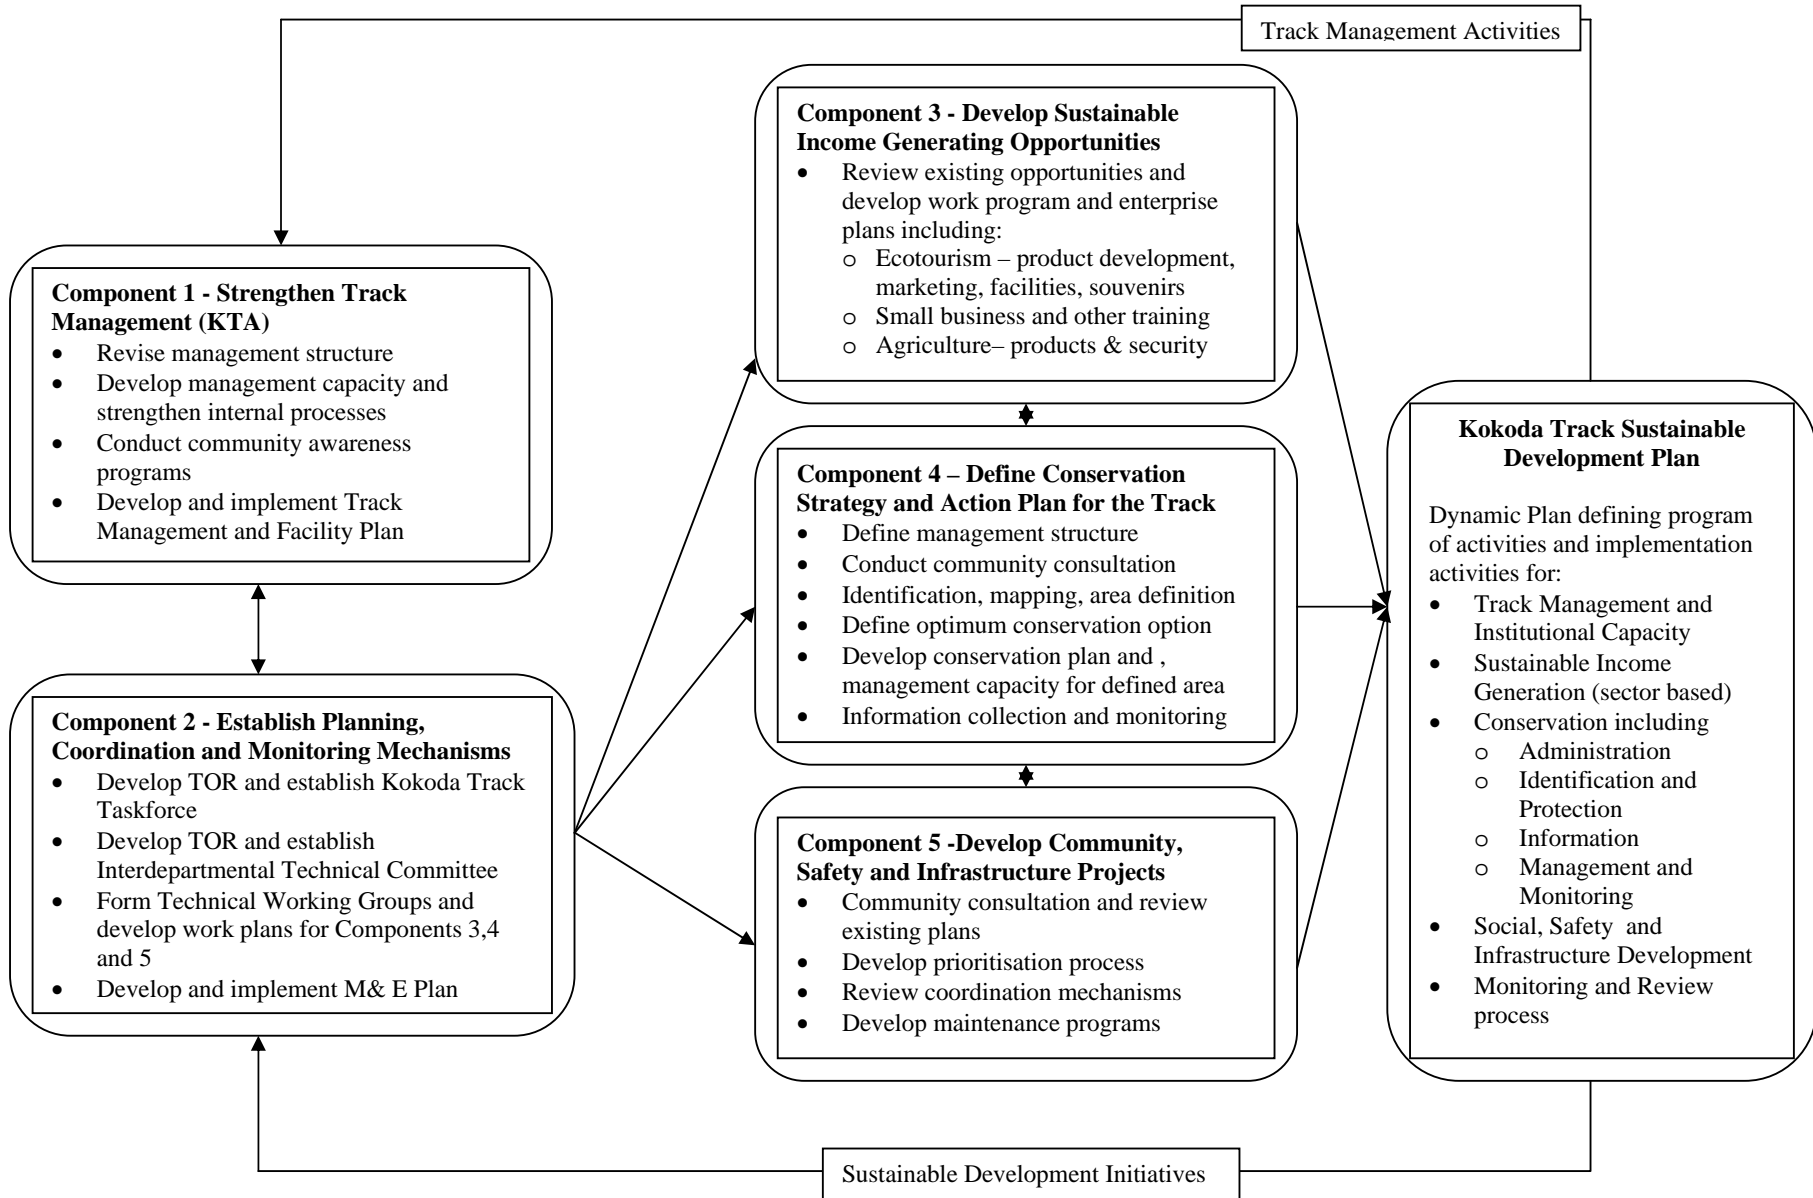 Track Management Activities
Component 1 - Strengthen Track
Management (KTA)
• Revise management structure
• Develop management capacity and
strengthen internal processes
• Conduct community awareness
programs
• Develop and implement Track
Management and Facility Plan
Component 2 - Establish Planning,
Coordination and Monitoring Mechanisms
• Develop TOR and establish Kokoda Track
Taskforce
• Develop TOR and establish
Interdepartmental Technical Committee
• Form Technical Working Groups and
develop work plans for Components 3,4
and 5
• Develop and implement M& E Plan
Component 3 - Develop Sustainable
Income Generating Opportunities
• Review existing opportunities and
develop work program and enterprise
plans including:
o Ecotourism – product development,
marketing, facilities, souvenirs
o Small business and other training
o Agriculture– products & security
Component 4 – Define Conservation
Strategy and Action Plan for the Track
• Define management structure
• Conduct community consultation
• Identification, mapping, area definition
• Define optimum conservation option
• Develop conservation plan and ,
management capacity for defined area
• Information collection and monitoring
Component 5 -Develop Community,
Safety and Infrastructure Projects
• Community consultation and review
existing plans
• Develop prioritisation process
• Review coordination mechanisms
• Develop maintenance programs
Kokoda Track Sustainable
Development Plan
Dynamic Plan defining program
of activities and implementation
activities for:
• Track Management and
Institutional Capacity
• Sustainable Income
Generation (sector based)
• Conservation including
o Administration
o Identification and
Protection
o Information
o Management and
Monitoring
• Social, Safety and
Infrastructure Development
• Monitoring and Review
process
Sustainable Development Initiatives